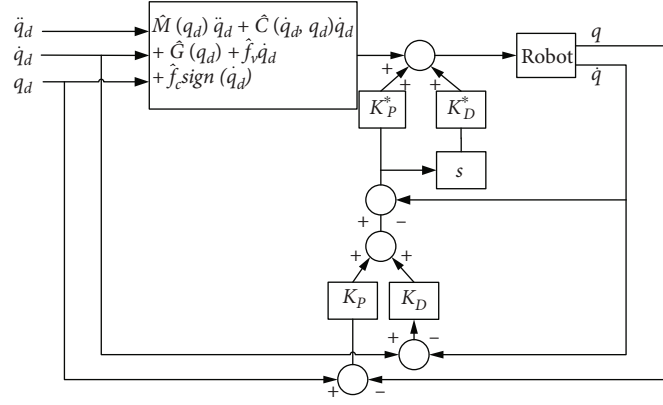 q̈_d
q̇_d
q_d
M̂ (q_d) q̈_d + Ĉ (q̇_d, q_d)q̇_d
+ Ĝ (q_d) + f̂_v q̇_d
+ f̂_c sign (q̇_d)
+ + +
Robot
q
q̇
K*_P
K*_D
s
+ −
+ +
K_P
K_D
+ −
+ −